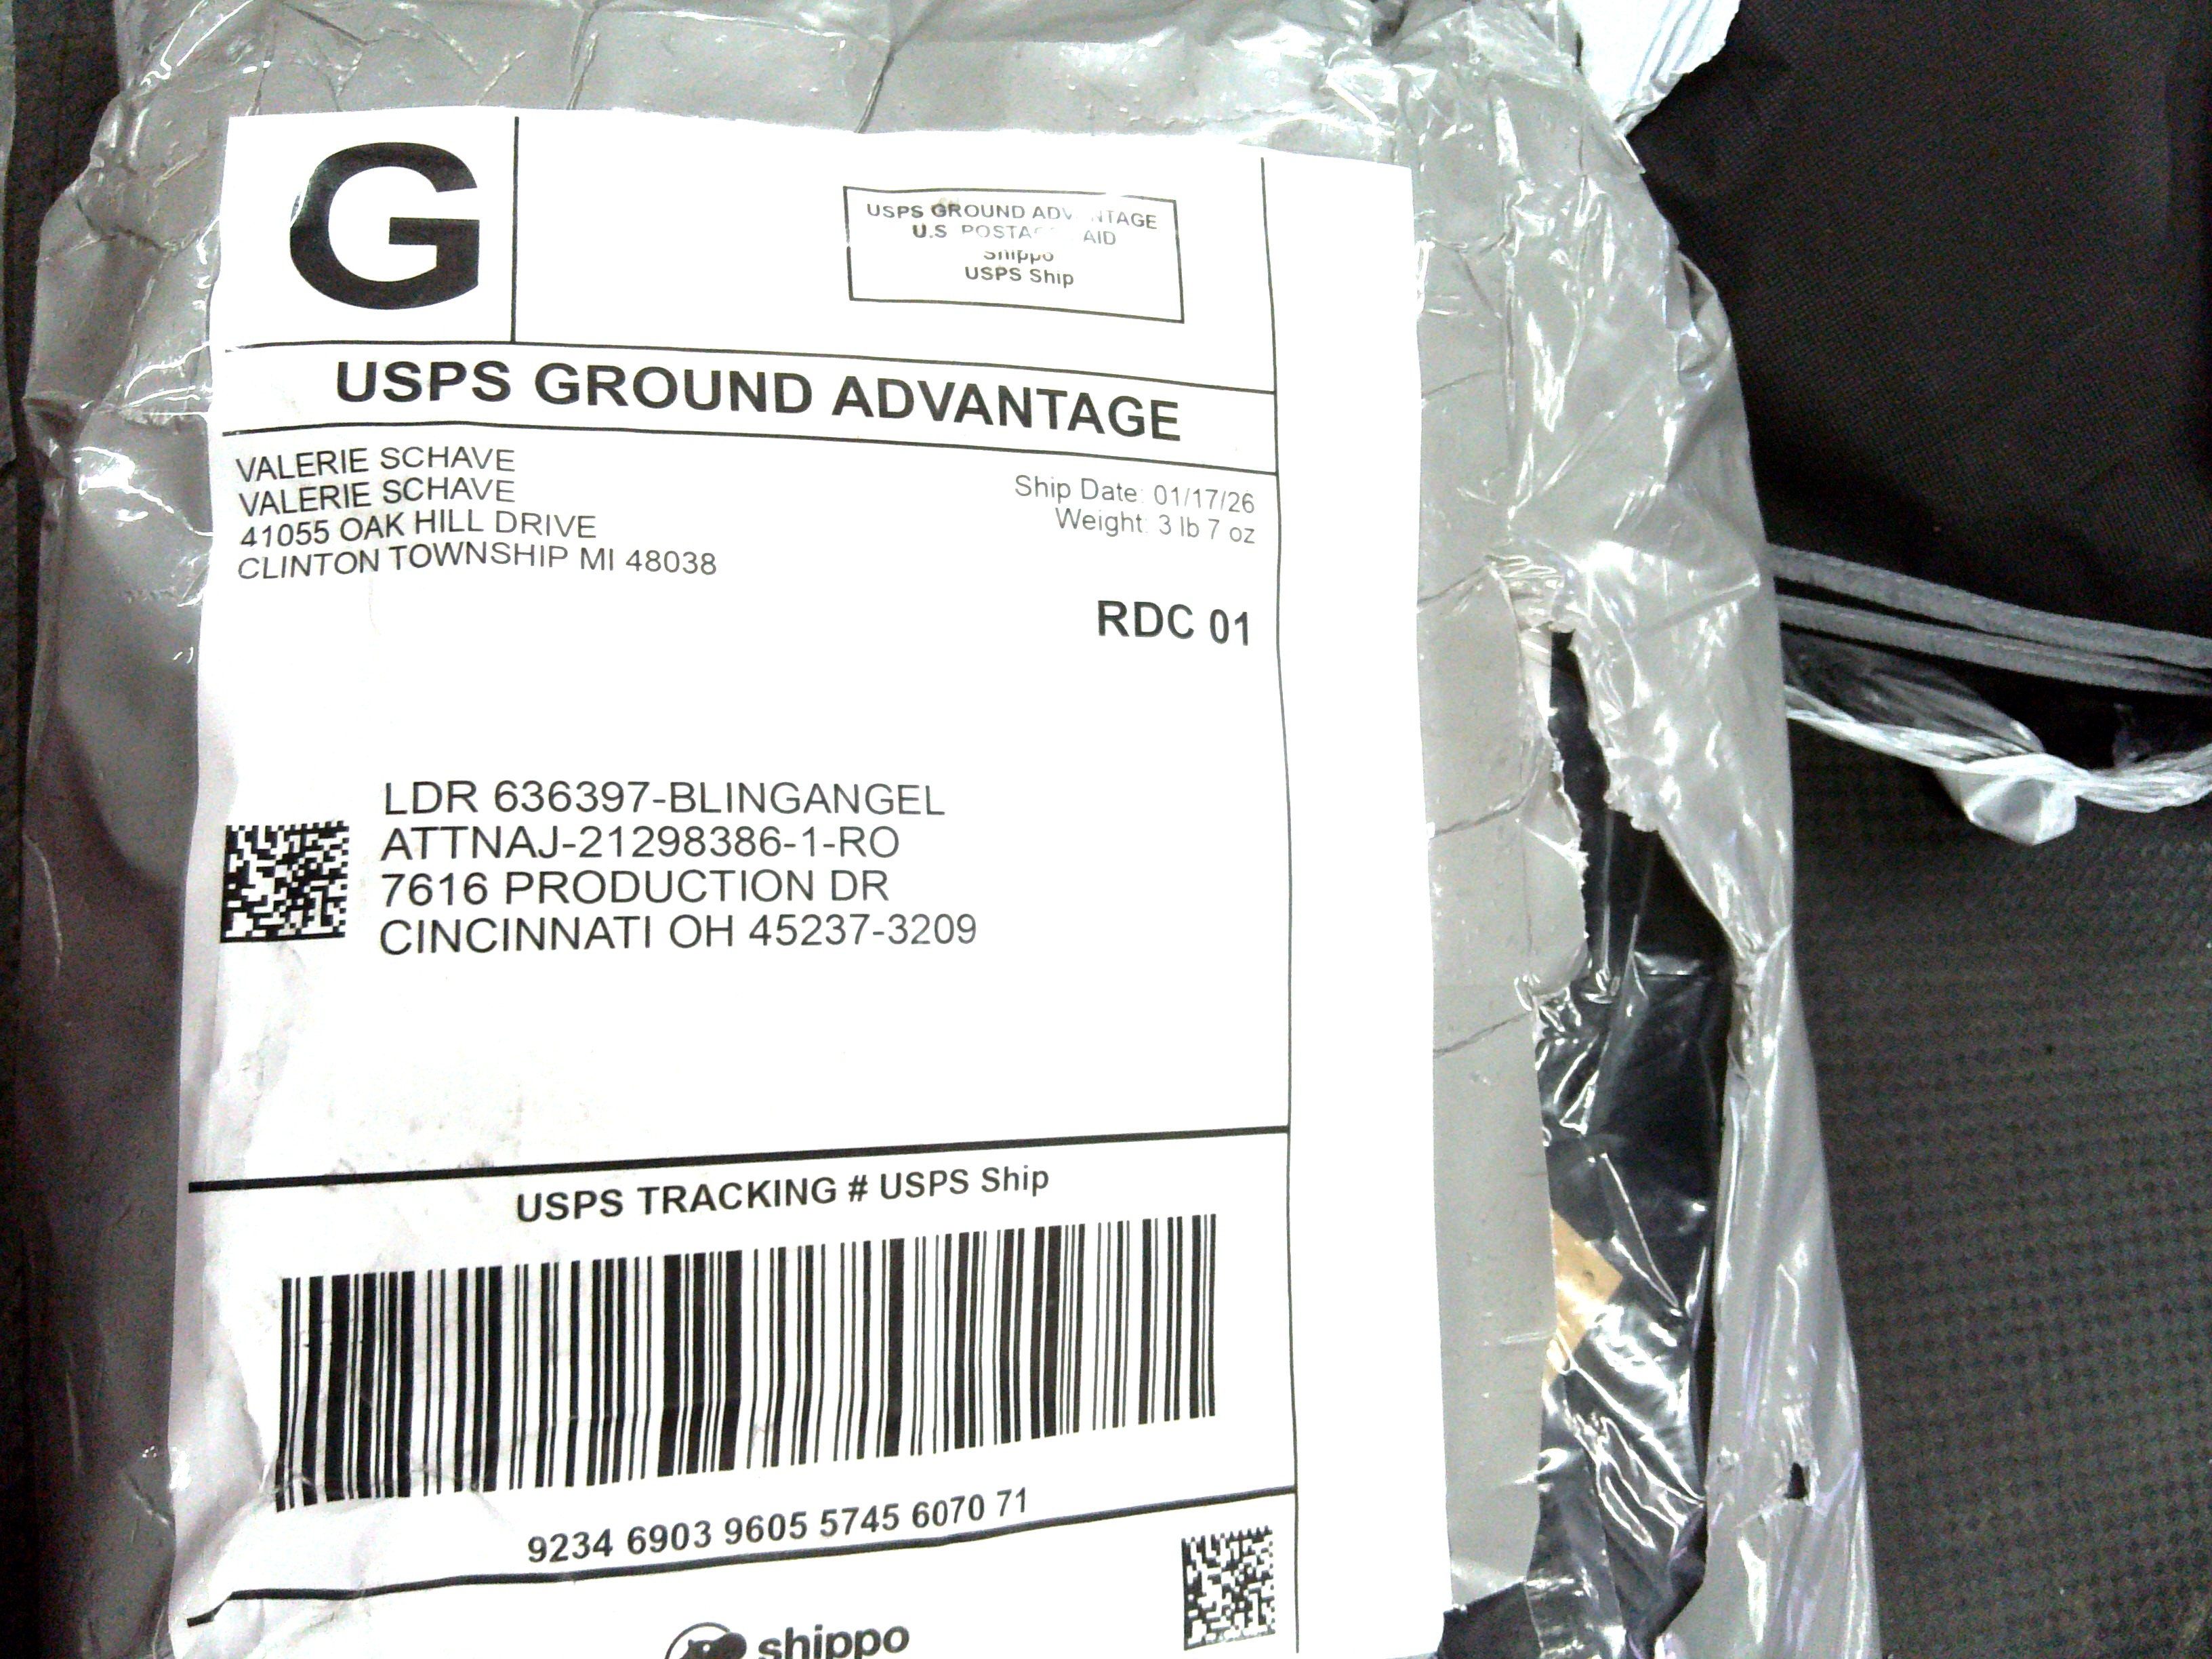 G
USPS GROUND ADVANTAGE
U.S POSTAGE AID
Shippo
USPS Ship
USPS GROUND ADVANTAGE
VALERIE SCHAVE
VALERIE SCHAVE
41055 OAK HILL DRIVE
CLINTON TOWNSHIP MI 48038
Ship Date: 01/17/26
Weight: 3 lb 7 oz
RDC 01
LDR 636397-BLINGANGEL
ATTNAJ-21298386-1-RO
7616 PRODUCTION DR
CINCINNATI OH 45237-3209
USPS TRACKING # USPS Ship
9234 6903 9605 5745 6070 71
shippo